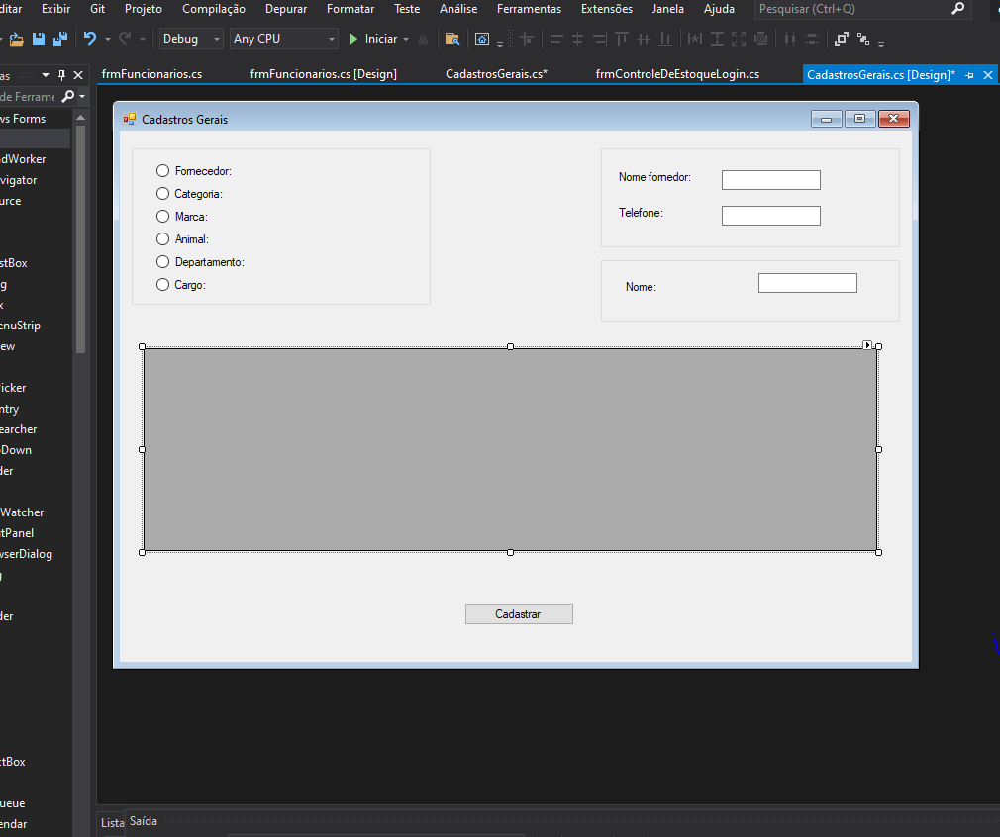 ditar Exibir Git Projeto Compilação Depurar Formatar Teste Análise Ferramentas Extensões Janela Ajuda Pesquisar (Ctrl+Q)
Debug Any CPU Iniciar
as frmFuncionarios.cs frmFuncionarios.cs [Design] CadastrosGerais.cs* frmControleDeEstoqueLogin.cs CadastrosGerais.cs [Design]*
de Ferrame
ws Forms
Cadastros Gerais
dWorker
vigator
urce
stBox
g
x
enuStrip
ew
icker
ntry
earcher
Down
der
Watcher
tPanel
wserDialog
g
der
tBox
ueue
endar
Fornecedor:
Categoria:
Marca:
Animal:
Departamento:
Cargo:
Nome fornedor:
Telefone:
Nome:
Cadastrar
Lista Saída